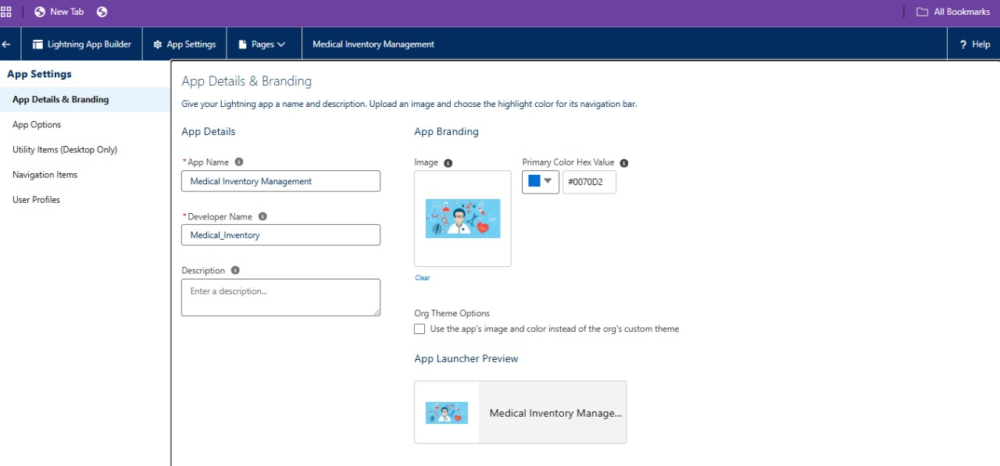 New Tab
All Bookmarks
Lightning App Builder
App Settings
Pages
Medical Inventory Management
? Help
App Settings
App Details & Branding
App Options
Utility Items (Desktop Only)
Navigation Items
User Profiles
App Details & Branding
Give your Lightning app a name and description. Upload an image and choose the highlight color for its navigation bar.
App Details
*App Name
Medical Inventory Management
*Developer Name
Medical_Inventory
Description
Enter a description...
App Branding
Image
Clear
Primary Color Hex Value
#0070D2
Org Theme Options
Use the app's image and color instead of the org's custom theme
App Launcher Preview
Medical Inventory Manage...